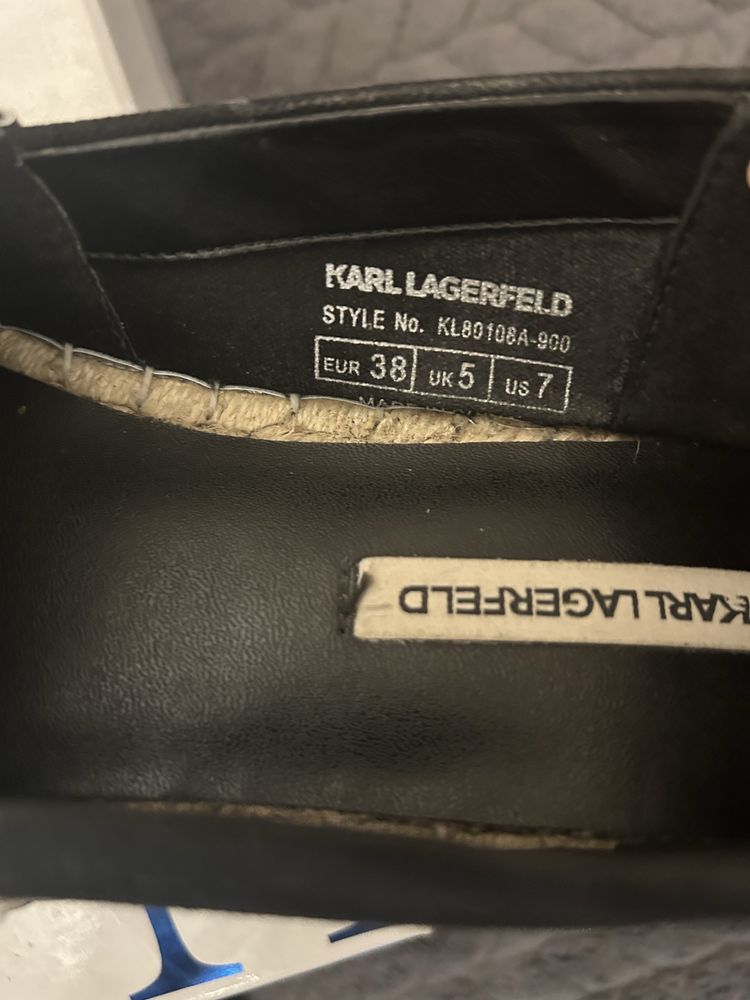 KARL LAGERFELD
STYLE No. KL80108A-900
EUR 38 UK 5 US 7
KARL LAGERFELD